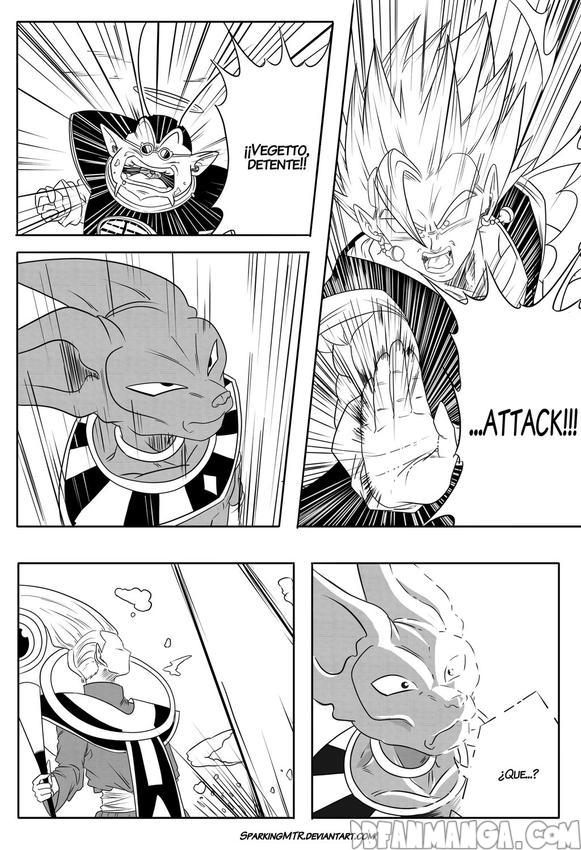 ¡¡VEGETTO,
DETENTE!!
...ATTACK!!!
¿QUE...?
SPARKINGMTR.DEVIANTART.COM
DBFANMANGA.COM